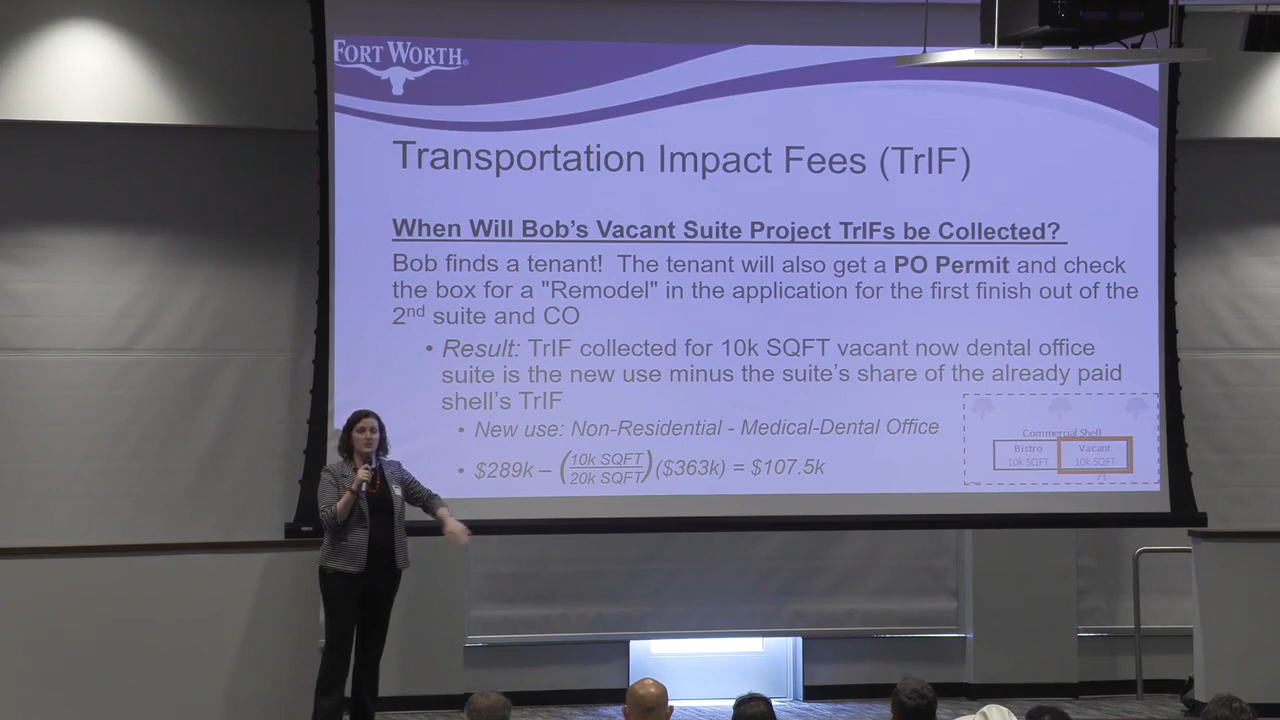 FORT WORTH®
Transportation Impact Fees (TrIF)
When Will Bob's Vacant Suite Project TrIFs be Collected?
Bob finds a tenant! The tenant will also get a PO Permit and check
the box for a "Remodel" in the application for the first finish out of the
2nd suite and CO
• Result: TrIF collected for 10k SQFT vacant now dental office
suite is the new use minus the suite's share of the already paid
shell's TrIF
• New use: Non-Residential - Medical-Dental Office
• $289k – (10k SQFT/20k SQFT)($363k) = $107.5k
Commercial Shell
Bistro Vacant
10k SQFT 10k SQFT